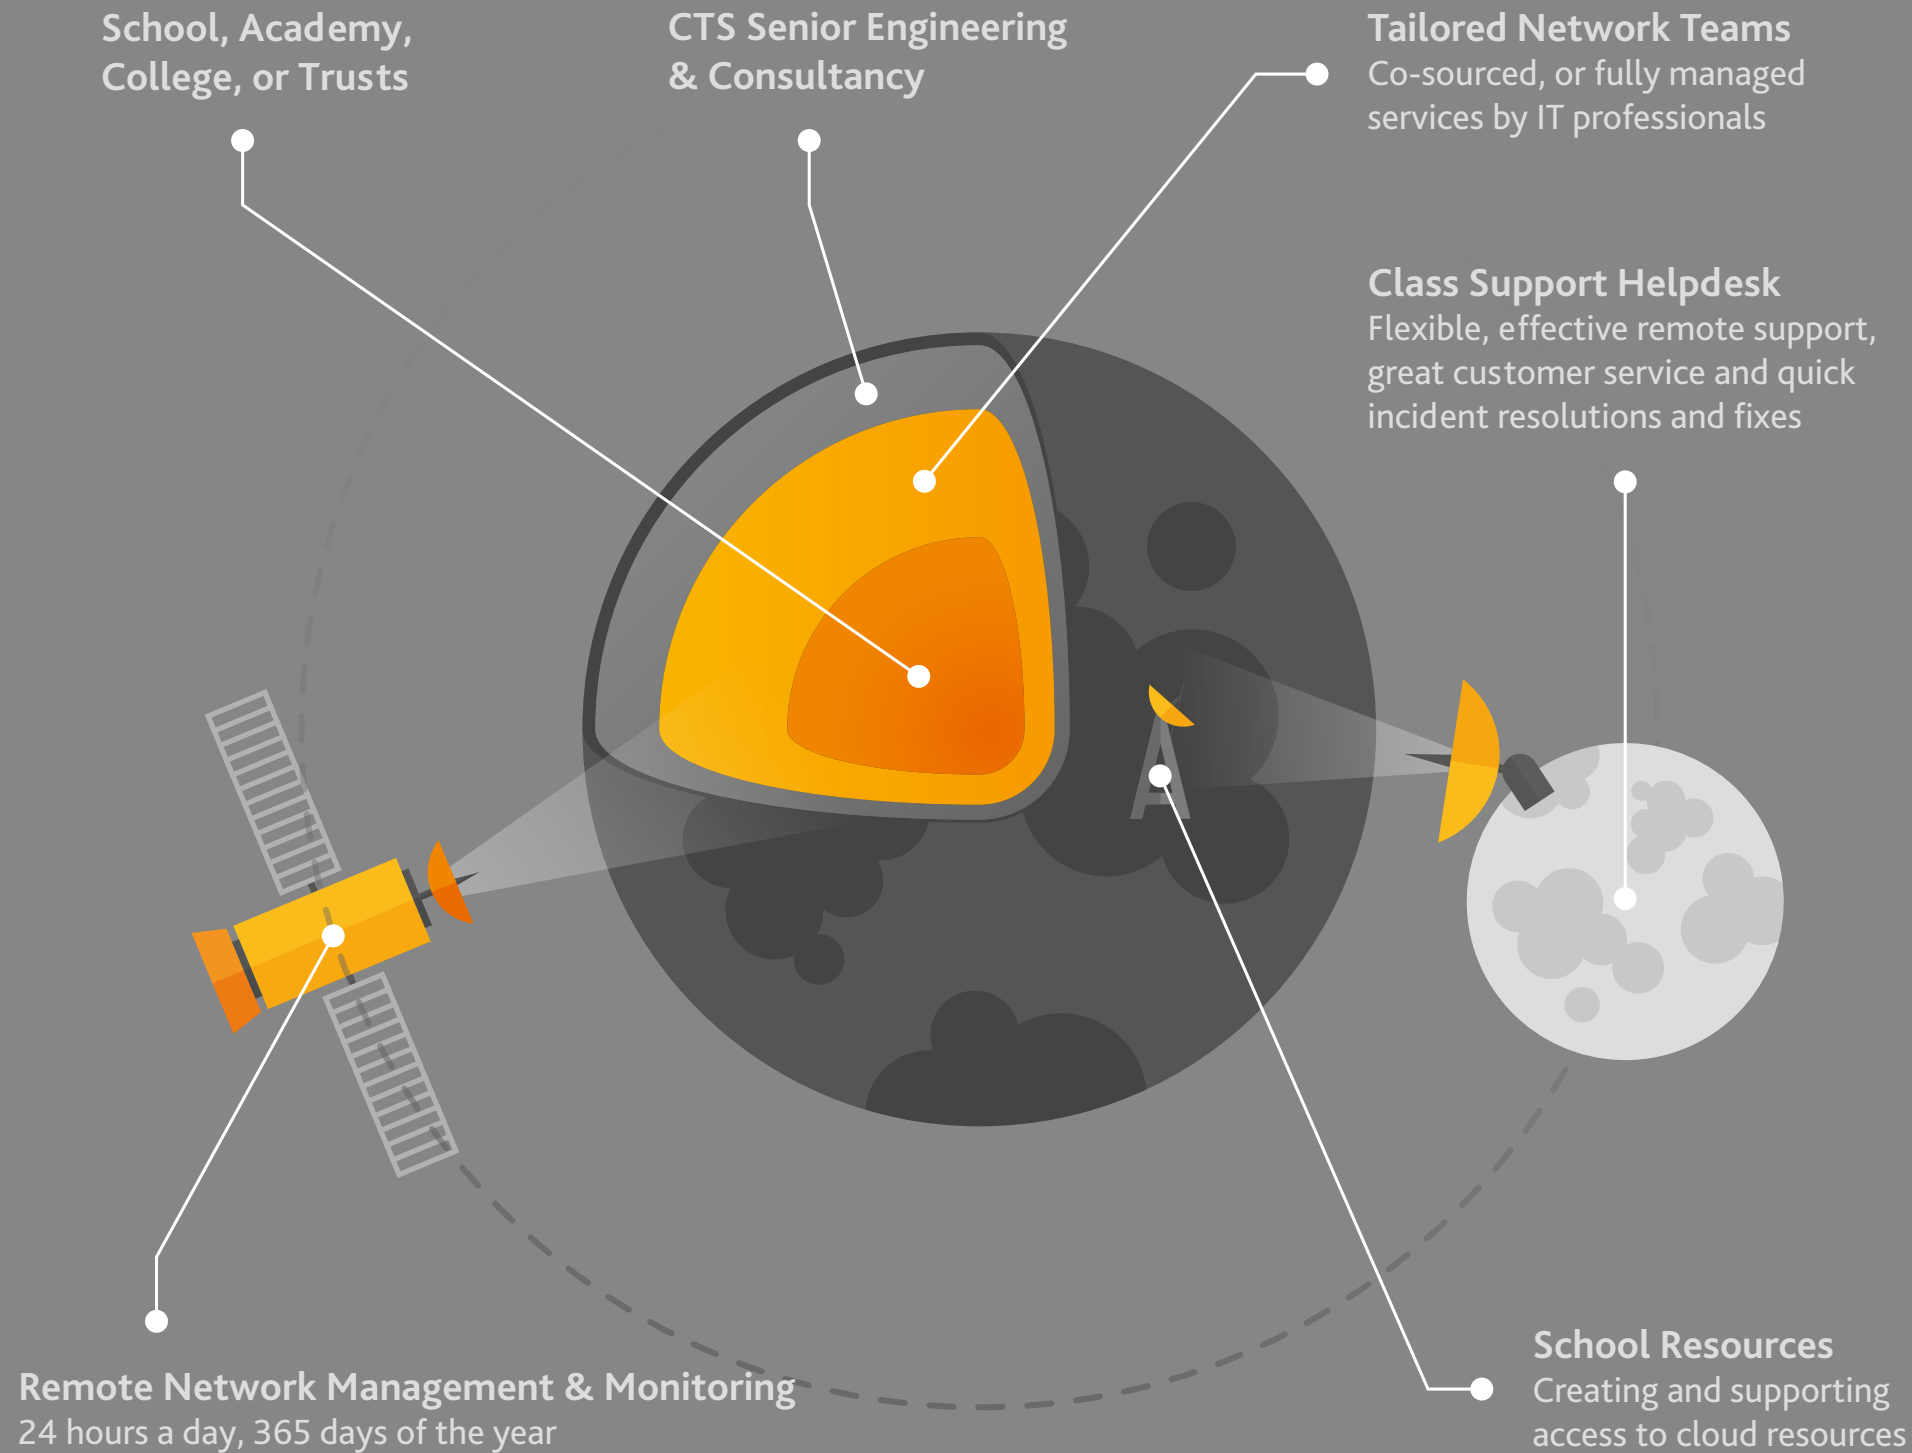 School, Academy,
College, or Trusts
CTS Senior Engineering
& Consultancy
Tailored Network Teams
Co-sourced, or fully managed
services by IT professionals
Class Support Helpdesk
Flexible, effective remote support,
great customer service and quick
incident resolutions and fixes
Remote Network Management & Monitoring
24 hours a day, 365 days of the year
School Resources
Creating and supporting
access to cloud resources